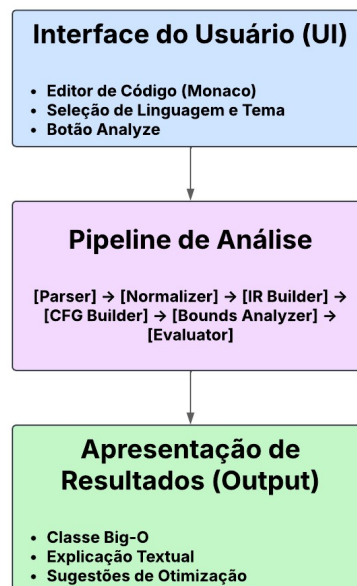 Interface do Usuário (UI)
• Editor de Código (Monaco)
• Seleção de Linguagem e Tema
• Botão Analyze
Pipeline de Análise
[Parser] → [Normalizer] → [IR Builder] →
[CFG Builder] → [Bounds Analyzer] →
[Evaluator]
Apresentação de
Resultados (Output)
• Classe Big-O
• Explicação Textual
• Sugestões de Otimização